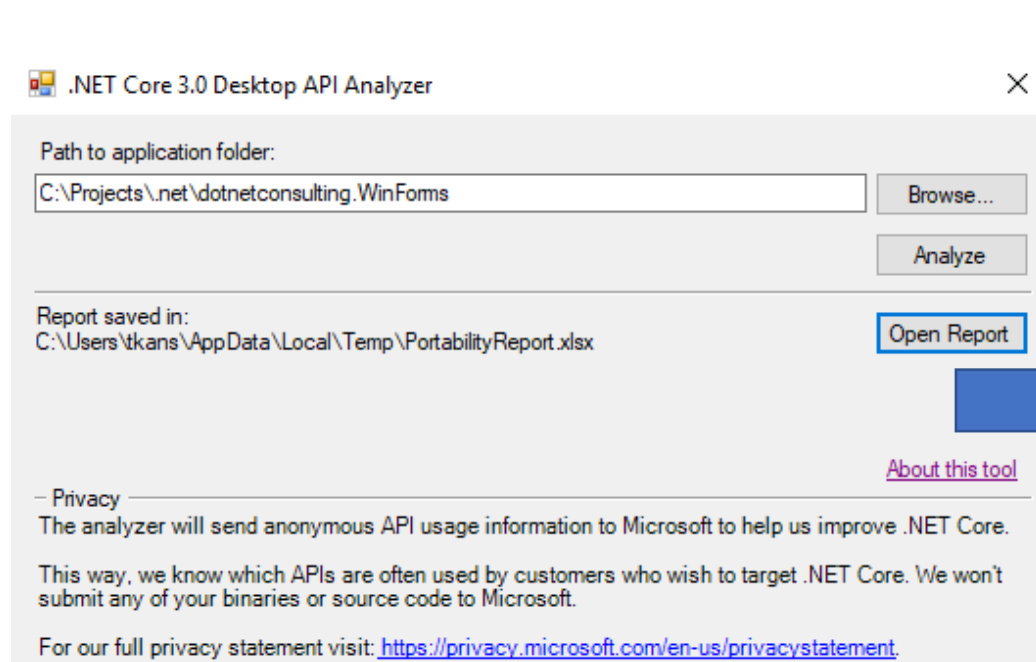 .NET Core 3.0 Desktop API Analyzer
Path to application folder:
C:\Projects\.net\dotnetconsulting.WinForms
Browse...
Analyze
Report saved in:
C:\Users\tkans\AppData\Local\Temp\PortabilityReport.xlsx
Open Report
About this tool
Privacy
The analyzer will send anonymous API usage information to Microsoft to help us improve .NET Core.
This way, we know which APIs are often used by customers who wish to target .NET Core. We won't
submit any of your binaries or source code to Microsoft.
For our full privacy statement visit: https://privacy.microsoft.com/en-us/privacystatement.